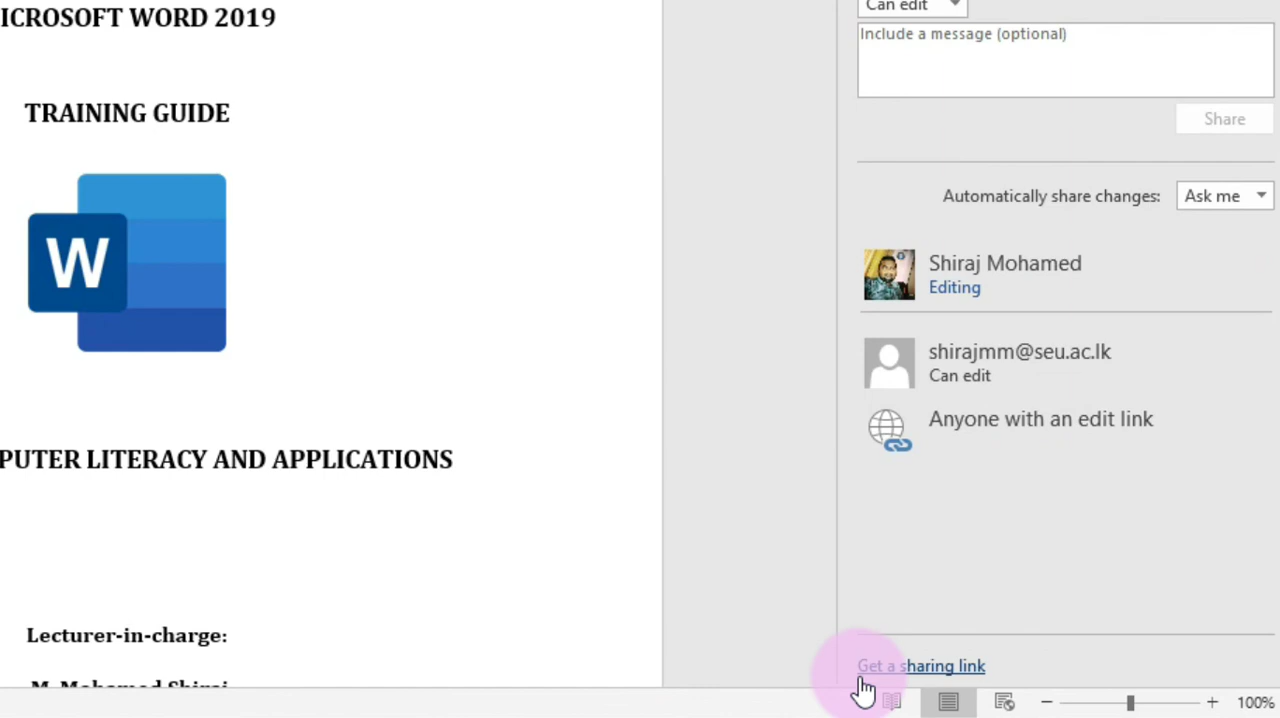 ICROSOFT WORD 2019
TRAINING GUIDE
W
PUTER LITERACY AND APPLICATIONS
Lecturer-in-charge:
M. Mohamed Shiraj
Can edit
Include a message (optional)
Share
Automatically share changes: Ask me
Shiraj Mohamed
Editing
shirajmm@seu.ac.lk
Can edit
Anyone with an edit link
Get a sharing link
100%